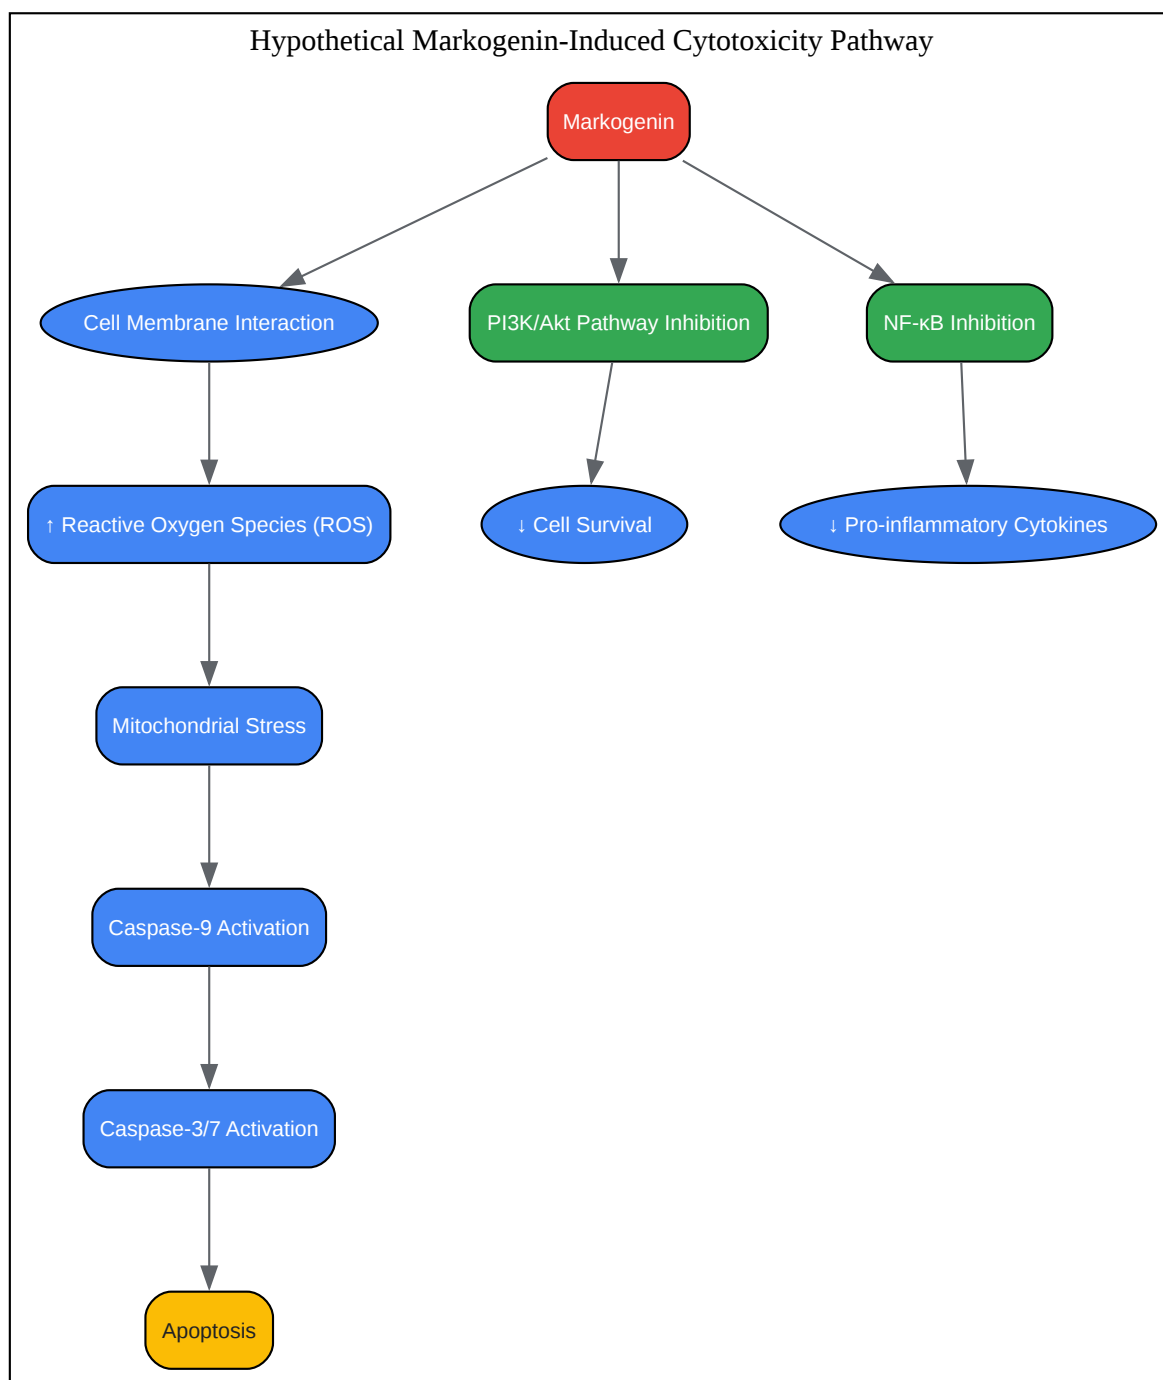 Hypothetical Markogenin-Induced Cytotoxicity Pathway
Markogenin
Cell Membrane Interaction
PI3K/Akt Pathway Inhibition
NF-κB Inhibition
↑ Reactive Oxygen Species (ROS)
↓ Cell Survival
↓ Pro-inflammatory Cytokines
Mitochondrial Stress
Caspase-9 Activation
Caspase-3/7 Activation
Apoptosis